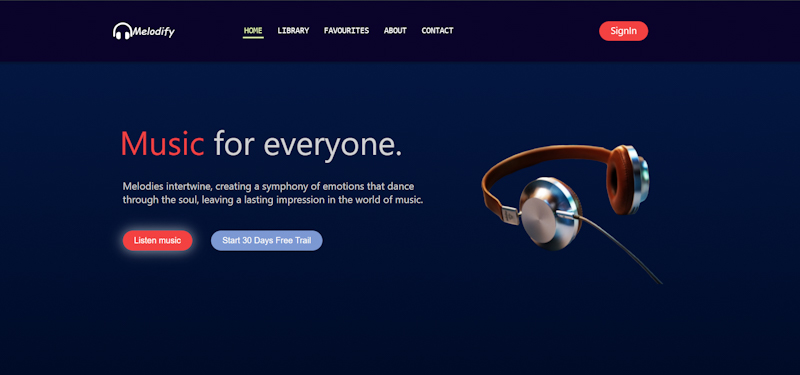 Melodify
HOME LIBRARY FAVOURITES ABOUT CONTACT
SignIn
Music for everyone.
Melodies intertwine, creating a symphony of emotions that dance
through the soul, leaving a lasting impression in the world of music.
Listen music
Start 30 Days Free Trail